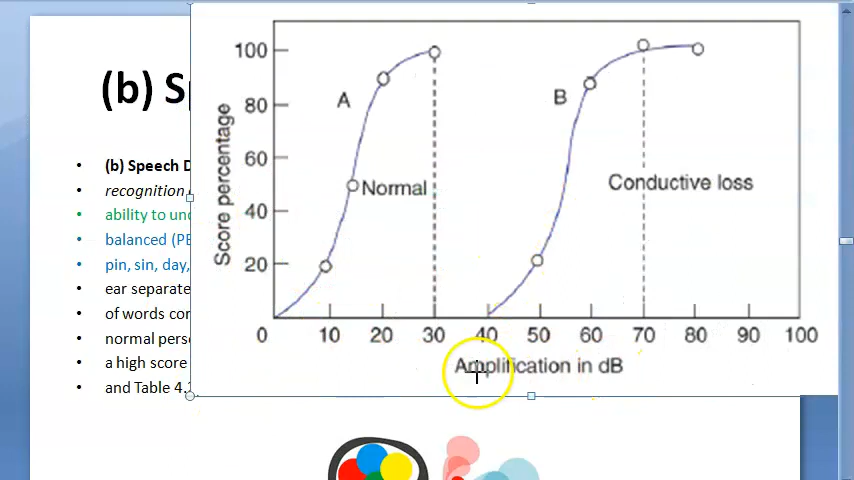 (b) Sp
(b) Speech D
recognition
ability to und
balanced (PB
pin, sin, day,
ear separate
of words cor
normal perso
a high score
and Table 4.1
100
80
60
40
20
0
Score percentage
A
B
Normal
Conductive loss
10 20 30 40 50 60 70 80 90 100
Amplification in dB